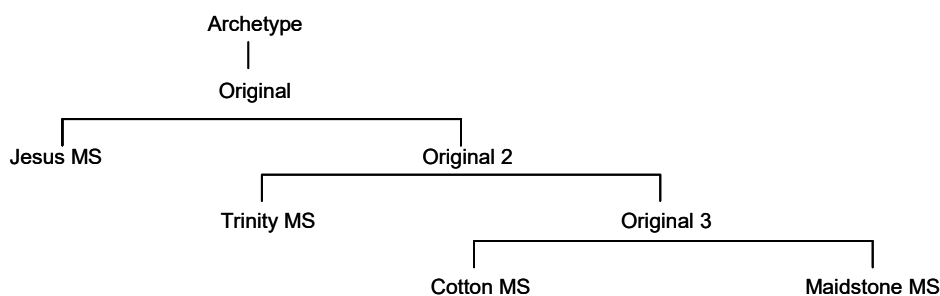 Archetype
Original
Jesus MS
Original 2
Trinity MS
Original 3
Cotton MS
Maidstone MS